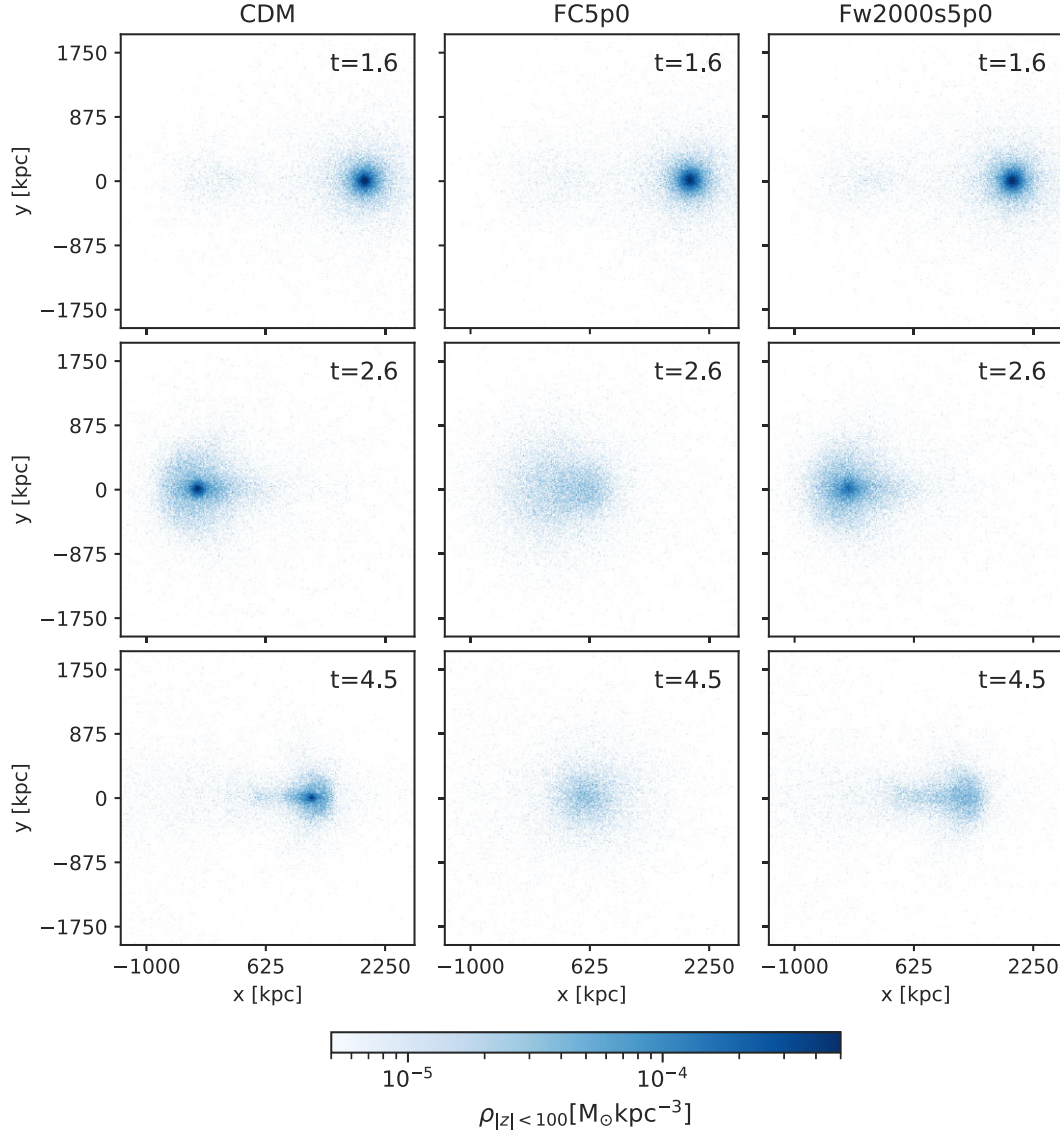 CDM FC5p0 Fw2000s5p0
1750 t=1.6 t=1.6 t=1.6
875
y [kpc] 0
−875
−1750
1750 t=2.6 t=2.6 t=2.6
875
y [kpc] 0
−875
−1750
1750 t=4.5 t=4.5 t=4.5
875
y [kpc] 0
−875
−1750
−1000 625 2250 −1000 625 2250 −1000 625 2250
x [kpc] x [kpc] x [kpc]
10⁻⁵ 10⁻⁴
ρ|z|<100[M⊙kpc⁻³]